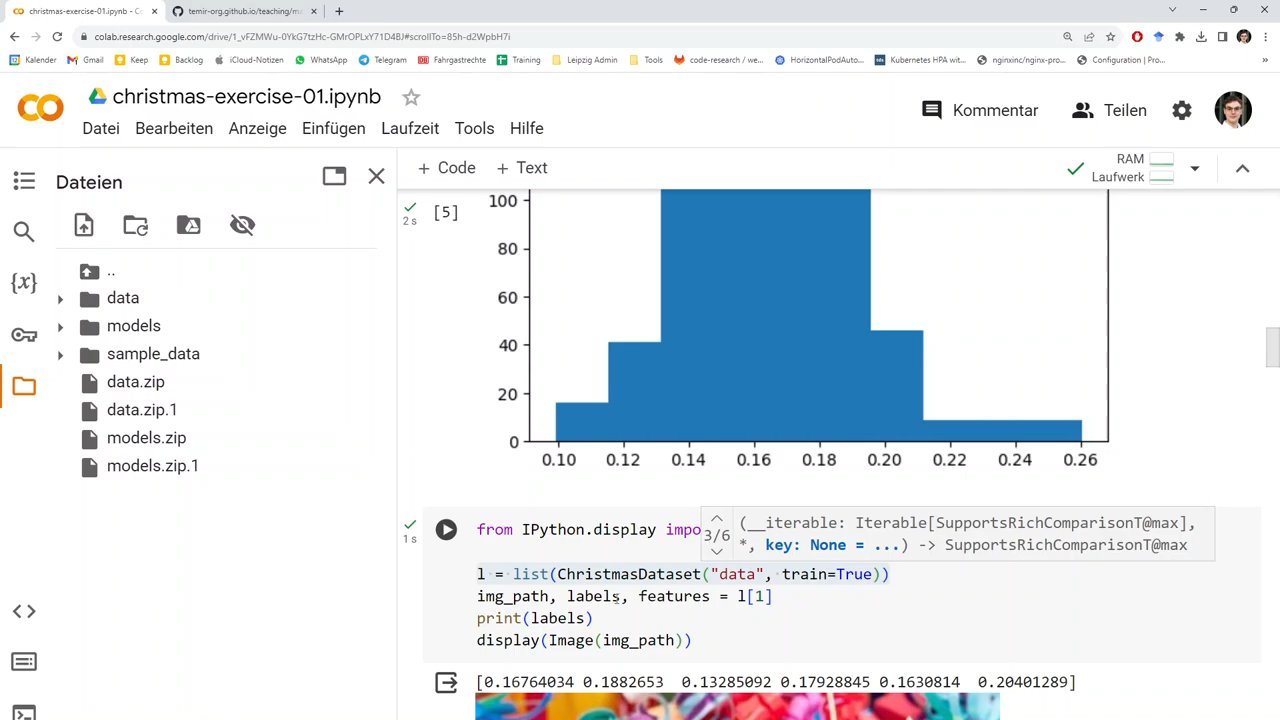 christmas-exercise-01.ipynb - C
temir-org.github.io/teaching/m
colab.research.google.com/drive/1_vFZMWu-0YkG7tzHc-GMrOPLxY71D4BJ#scrollTo=85h-d2WpbH7i
Kalender Gmail Keep Backlog iCloud-Notizen WhatsApp Telegram Fahrgastrechte Training Leipzig Admin Tools code-research / we... HorizontalPodAuto... Kubernetes HPA wit... nginxinc/nginx-pro... Configuration | Pro...
christmas-exercise-01.ipynb
Datei Bearbeiten Anzeige Einfügen Laufzeit Tools Hilfe
Kommentar Teilen
Dateien
+ Code + Text
RAM
Laufwerk
..
data
models
sample_data
data.zip
data.zip.1
models.zip
models.zip.1
{x}
2 s
[5]
100
80
60
40
20
0
0.10 0.12 0.14 0.16 0.18 0.20 0.22 0.24 0.26
1 s
from IPython.display impo
3/6
(__iterable: Iterable[SupportsRichComparisonT@max],
*, key: None = ...) -> SupportsRichComparisonT@max
l = list(ChristmasDataset("data", train=True))
img_path, labels, features = l[1]
print(labels)
display(Image(img_path))
[0.16764034 0.1882653 0.13285092 0.17928845 0.1630814 0.20401289]